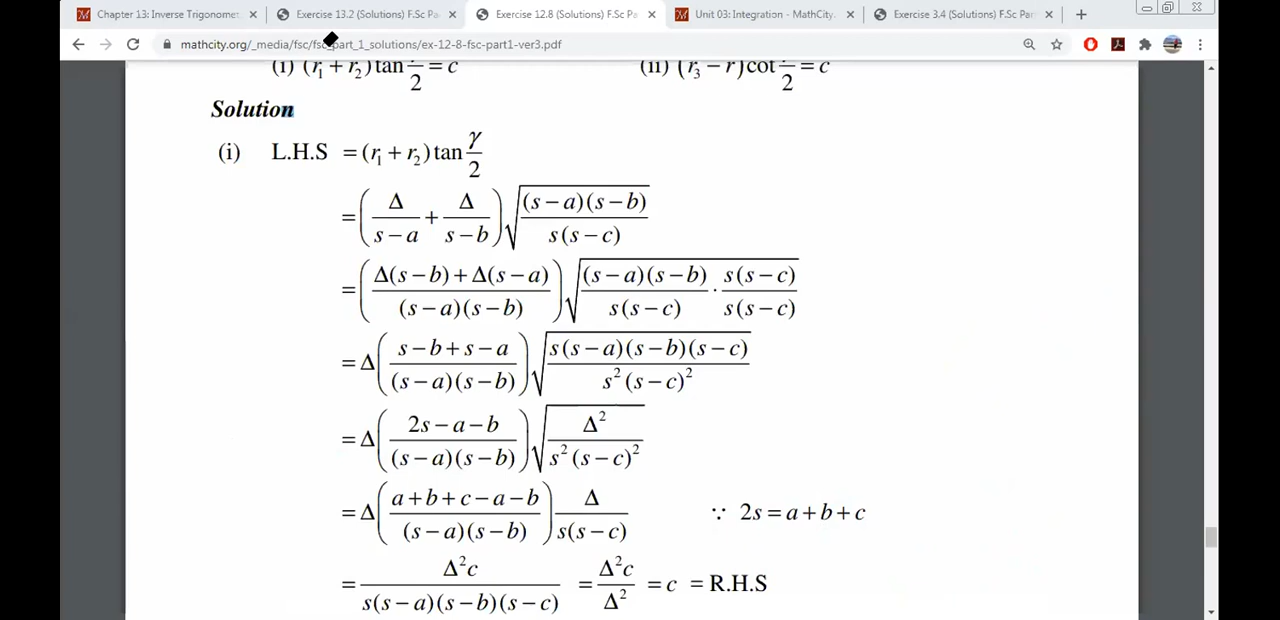 Chapter 13: Inverse Trigonomet
Exercise 13.2 (Solutions) F.Sc Pa
Exercise 12.8 (Solutions) F.Sc Pa
Unit 03: Integration - MathCity.
Exercise 3.4 (Solutions) F.Sc Par
mathcity.org/_media/fsc/fsc_part_1_solutions/ex-12-8-fsc-part1-ver3.pdf
(i) (r₁ + r₂) tan —/2 = c (ii) (r₃ − r) cot —/2 = c
Solution
(i) L.H.S = (r₁ + r₂) tan γ/2
= (Δ/(s−a) + Δ/(s−b)) √((s−a)(s−b)/(s(s−c)))
= ((Δ(s−b)+Δ(s−a))/((s−a)(s−b))) √((s−a)(s−b)/(s(s−c)) · s(s−c)/(s(s−c)))
= Δ((s−b+s−a)/((s−a)(s−b))) √(s(s−a)(s−b)(s−c)/(s²(s−c)²))
= Δ((2s−a−b)/((s−a)(s−b))) √(Δ²/(s²(s−c)²))
= Δ((a+b+c−a−b)/((s−a)(s−b))) Δ/(s(s−c)) ∵ 2s = a+b+c
= Δ²c/(s(s−a)(s−b)(s−c)) = Δ²c/Δ² = c = R.H.S